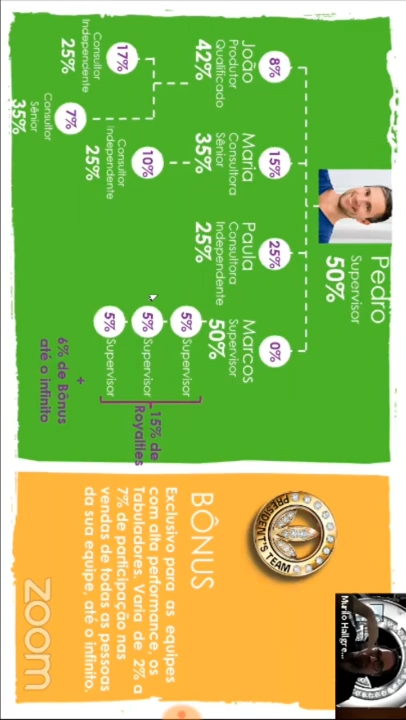 Pedro
Supervisor
50%
8%
João
Produtor
Qualificado
42%
15%
Maria
Consultora
Sênior
35%
25%
Paula
Consultora
Independente
25%
0%
Marcos
Supervisor
50%
17%
Consultor
Independente
25%
7%
Consultor
Sênior
35%
10%
Consultor
Independente
25%
5% Supervisor
5% Supervisor
5% Supervisor
15% de
Royalties
+
6% de Bônus
até o infinito
PRESIDENT'S TEAM
BÔNUS
Exclusivo para as equipes
com alta performance, os
Tabuladores. Varia de 2% a
7% de participação nas
vendas de todas as pessoas
da sua equipe, até o infinito.
Murilo Hallgre...
zoom